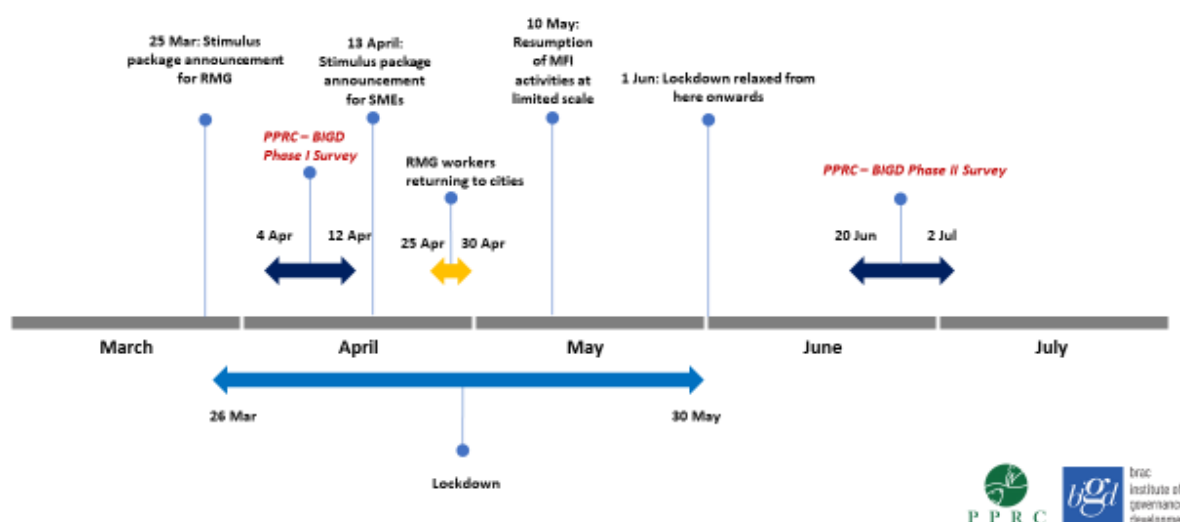 25 Mar: Stimulus
package announcement
for RMG
13 April:
Stimulus package
announcement
for SMEs
10 May:
Resumption
of MFI
activities at
limited scale
1 Jun: Lockdown relaxed from
here onwards
PPRC – BIGD
Phase I Survey
RMG workers
returning to cities
PPRC – BIGD Phase II Survey
4 Apr
12 Apr
25 Apr
30 Apr
20 Jun
2 Jul
March
April
May
June
July
26 Mar
30 May
Lockdown
PPRC
bigd
brac
institute of
governance